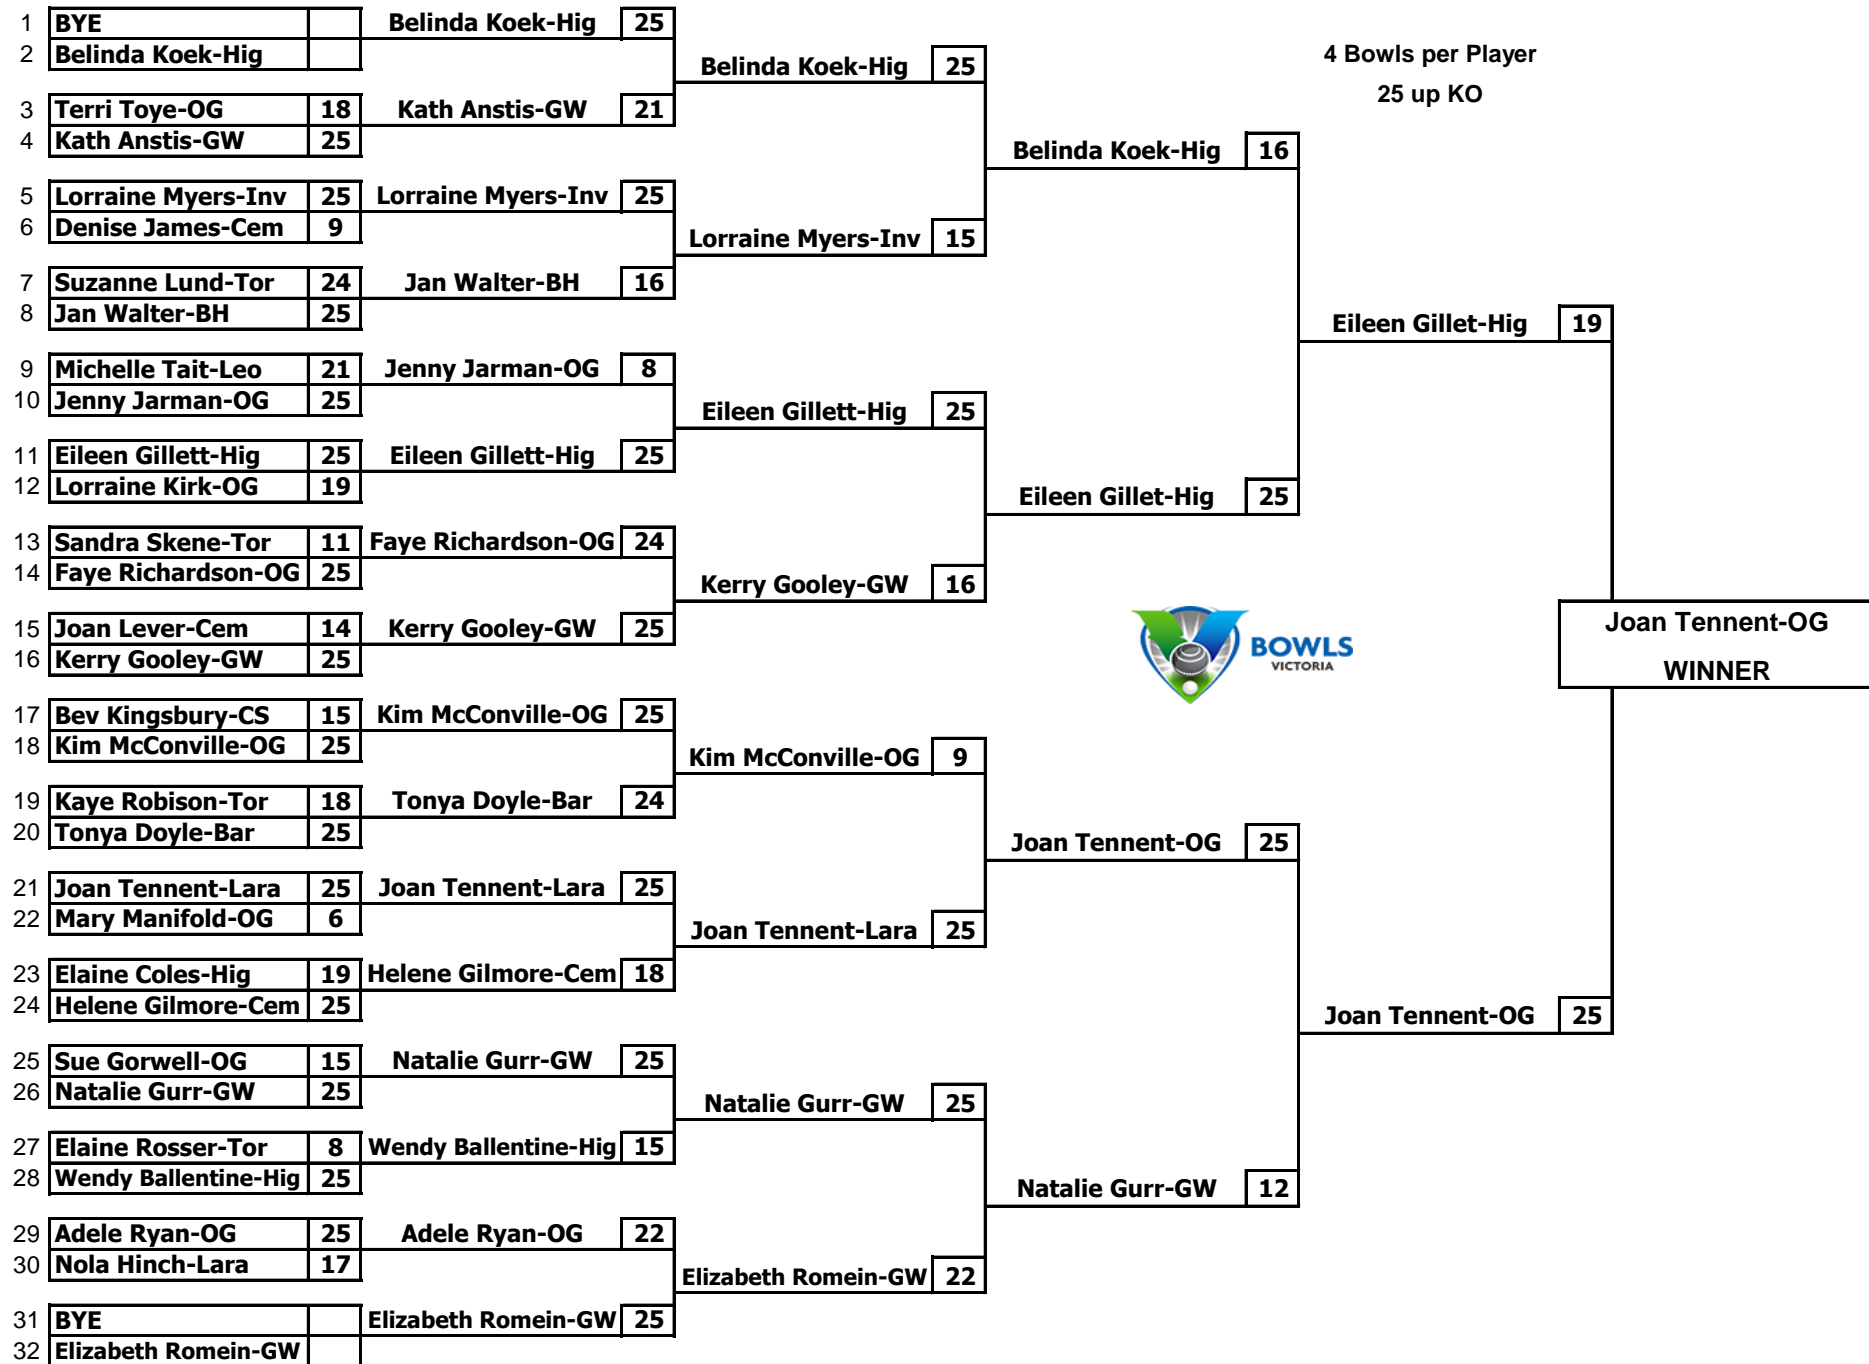 1 BYE Belinda Koek-Hig 25
2 Belinda Koek-Hig
4 Bowls per Player
Belinda Koek-Hig 25
25 up KO
3 Terri Toye-OG 18 Kath Anstis-GW 21
4 Kath Anstis-GW 25
Belinda Koek-Hig 16
5 Lorraine Myers-Inv 25 Lorraine Myers-Inv 25
6 Denise James-Cem 9
Lorraine Myers-Inv 15
7 Suzanne Lund-Tor 24 Jan Walter-BH 16
8 Jan Walter-BH 25
Eileen Gillet-Hig 19
9 Michelle Tait-Leo 21 Jenny Jarman-OG 8
10 Jenny Jarman-OG 25
Eileen Gillett-Hig 25
11 Eileen Gillett-Hig 25 Eileen Gillett-Hig 25
12 Lorraine Kirk-OG 19
Eileen Gillet-Hig 25
13 Sandra Skene-Tor 11 Faye Richardson-OG 24
14 Faye Richardson-OG 25
Kerry Gooley-GW 16
15 Joan Lever-Cem 14 Kerry Gooley-GW 25
Joan Tennent-OG
BOWLS
VICTORIA
16 Kerry Gooley-GW 25
WINNER
17 Bev Kingsbury-CS 15 Kim McConville-OG 25
18 Kim McConville-OG 25
Kim McConville-OG 9
19 Kaye Robison-Tor 18 Tonya Doyle-Bar 24
20 Tonya Doyle-Bar 25
Joan Tennent-OG 25
21 Joan Tennent-Lara 25 Joan Tennent-Lara 25
22 Mary Manifold-OG 6
Joan Tennent-Lara 25
23 Elaine Coles-Hig 19 Helene Gilmore-Cem 18
24 Helene Gilmore-Cem 25
Joan Tennent-OG 25
25 Sue Gorwell-OG 15 Natalie Gurr-GW 25
26 Natalie Gurr-GW 25
Natalie Gurr-GW 25
27 Elaine Rosser-Tor 8 Wendy Ballentine-Hig 15
28 Wendy Ballentine-Hig 25
Natalie Gurr-GW 12
29 Adele Ryan-OG 25 Adele Ryan-OG 22
30 Nola Hinch-Lara 17
Elizabeth Romein-GW 22
31 BYE Elizabeth Romein-GW 25
32 Elizabeth Romein-GW